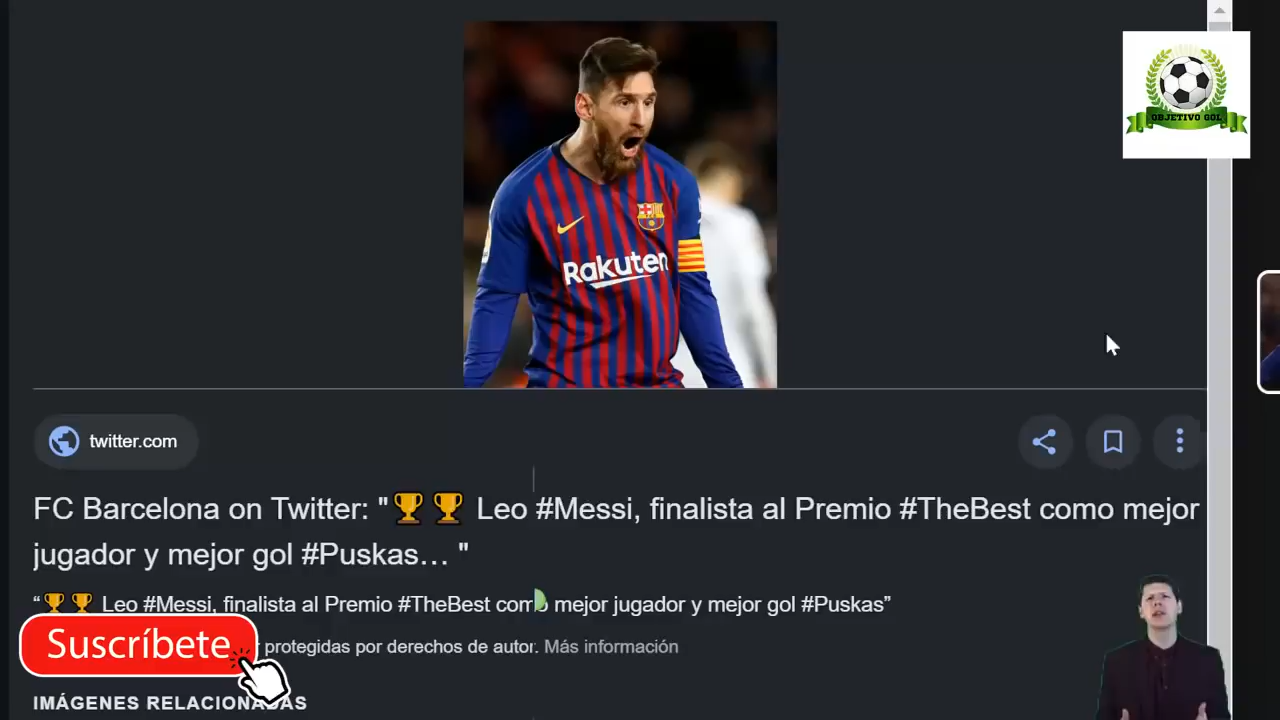 OBJETIVO GOL
Rakuten
twitter.com
FC Barcelona on Twitter: "🏆🏆 Leo #Messi, finalista al Premio #TheBest como mejor
jugador y mejor gol #Puskas… "
“🏆🏆 Leo #Messi, finalista al Premio #TheBest como mejor jugador y mejor gol #Puskas”
Suscríbete
protegidas por derechos de autor. Más información
IMÁGENES RELACIONADAS